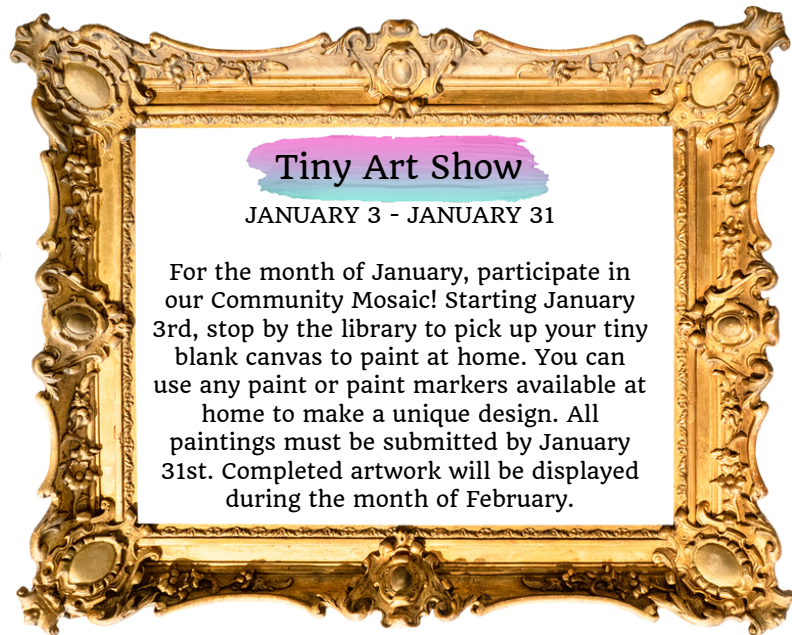 Tiny Art Show
JANUARY 3 - JANUARY 31
For the month of January, participate in
our Community Mosaic! Starting January
3rd, stop by the library to pick up your tiny
blank canvas to paint at home. You can
use any paint or paint markers available at
home to make a unique design. All
paintings must be submitted by January
31st. Completed artwork will be displayed
during the month of February.